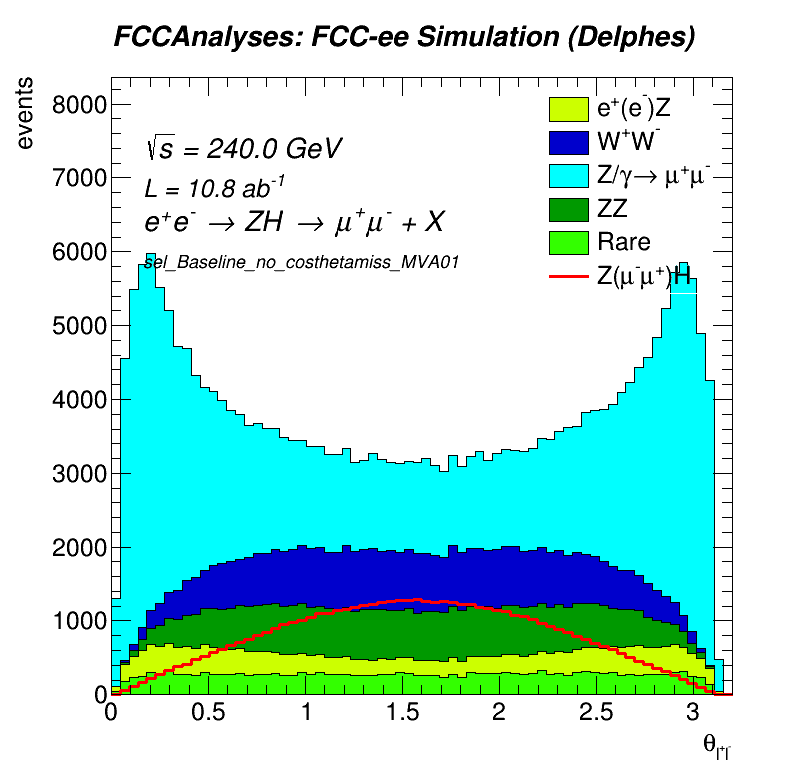 FCCAnalyses: FCC-ee Simulation (Delphes)
events
8000
7000
6000
5000
4000
3000
2000
1000
0
√s = 240.0 GeV
L = 10.8 ab⁻¹
e⁺e⁻ → ZH → μ⁺μ⁻ + X
sel_Baseline_no_costhetamiss_MVA01
e⁺(e⁻)Z
W⁺W⁻
Z/γ→ μ⁺μ⁻
ZZ
Rare
Z(μ⁻μ⁺)H
0 0.5 1 1.5 2 2.5 3
θ_l⁺l⁻